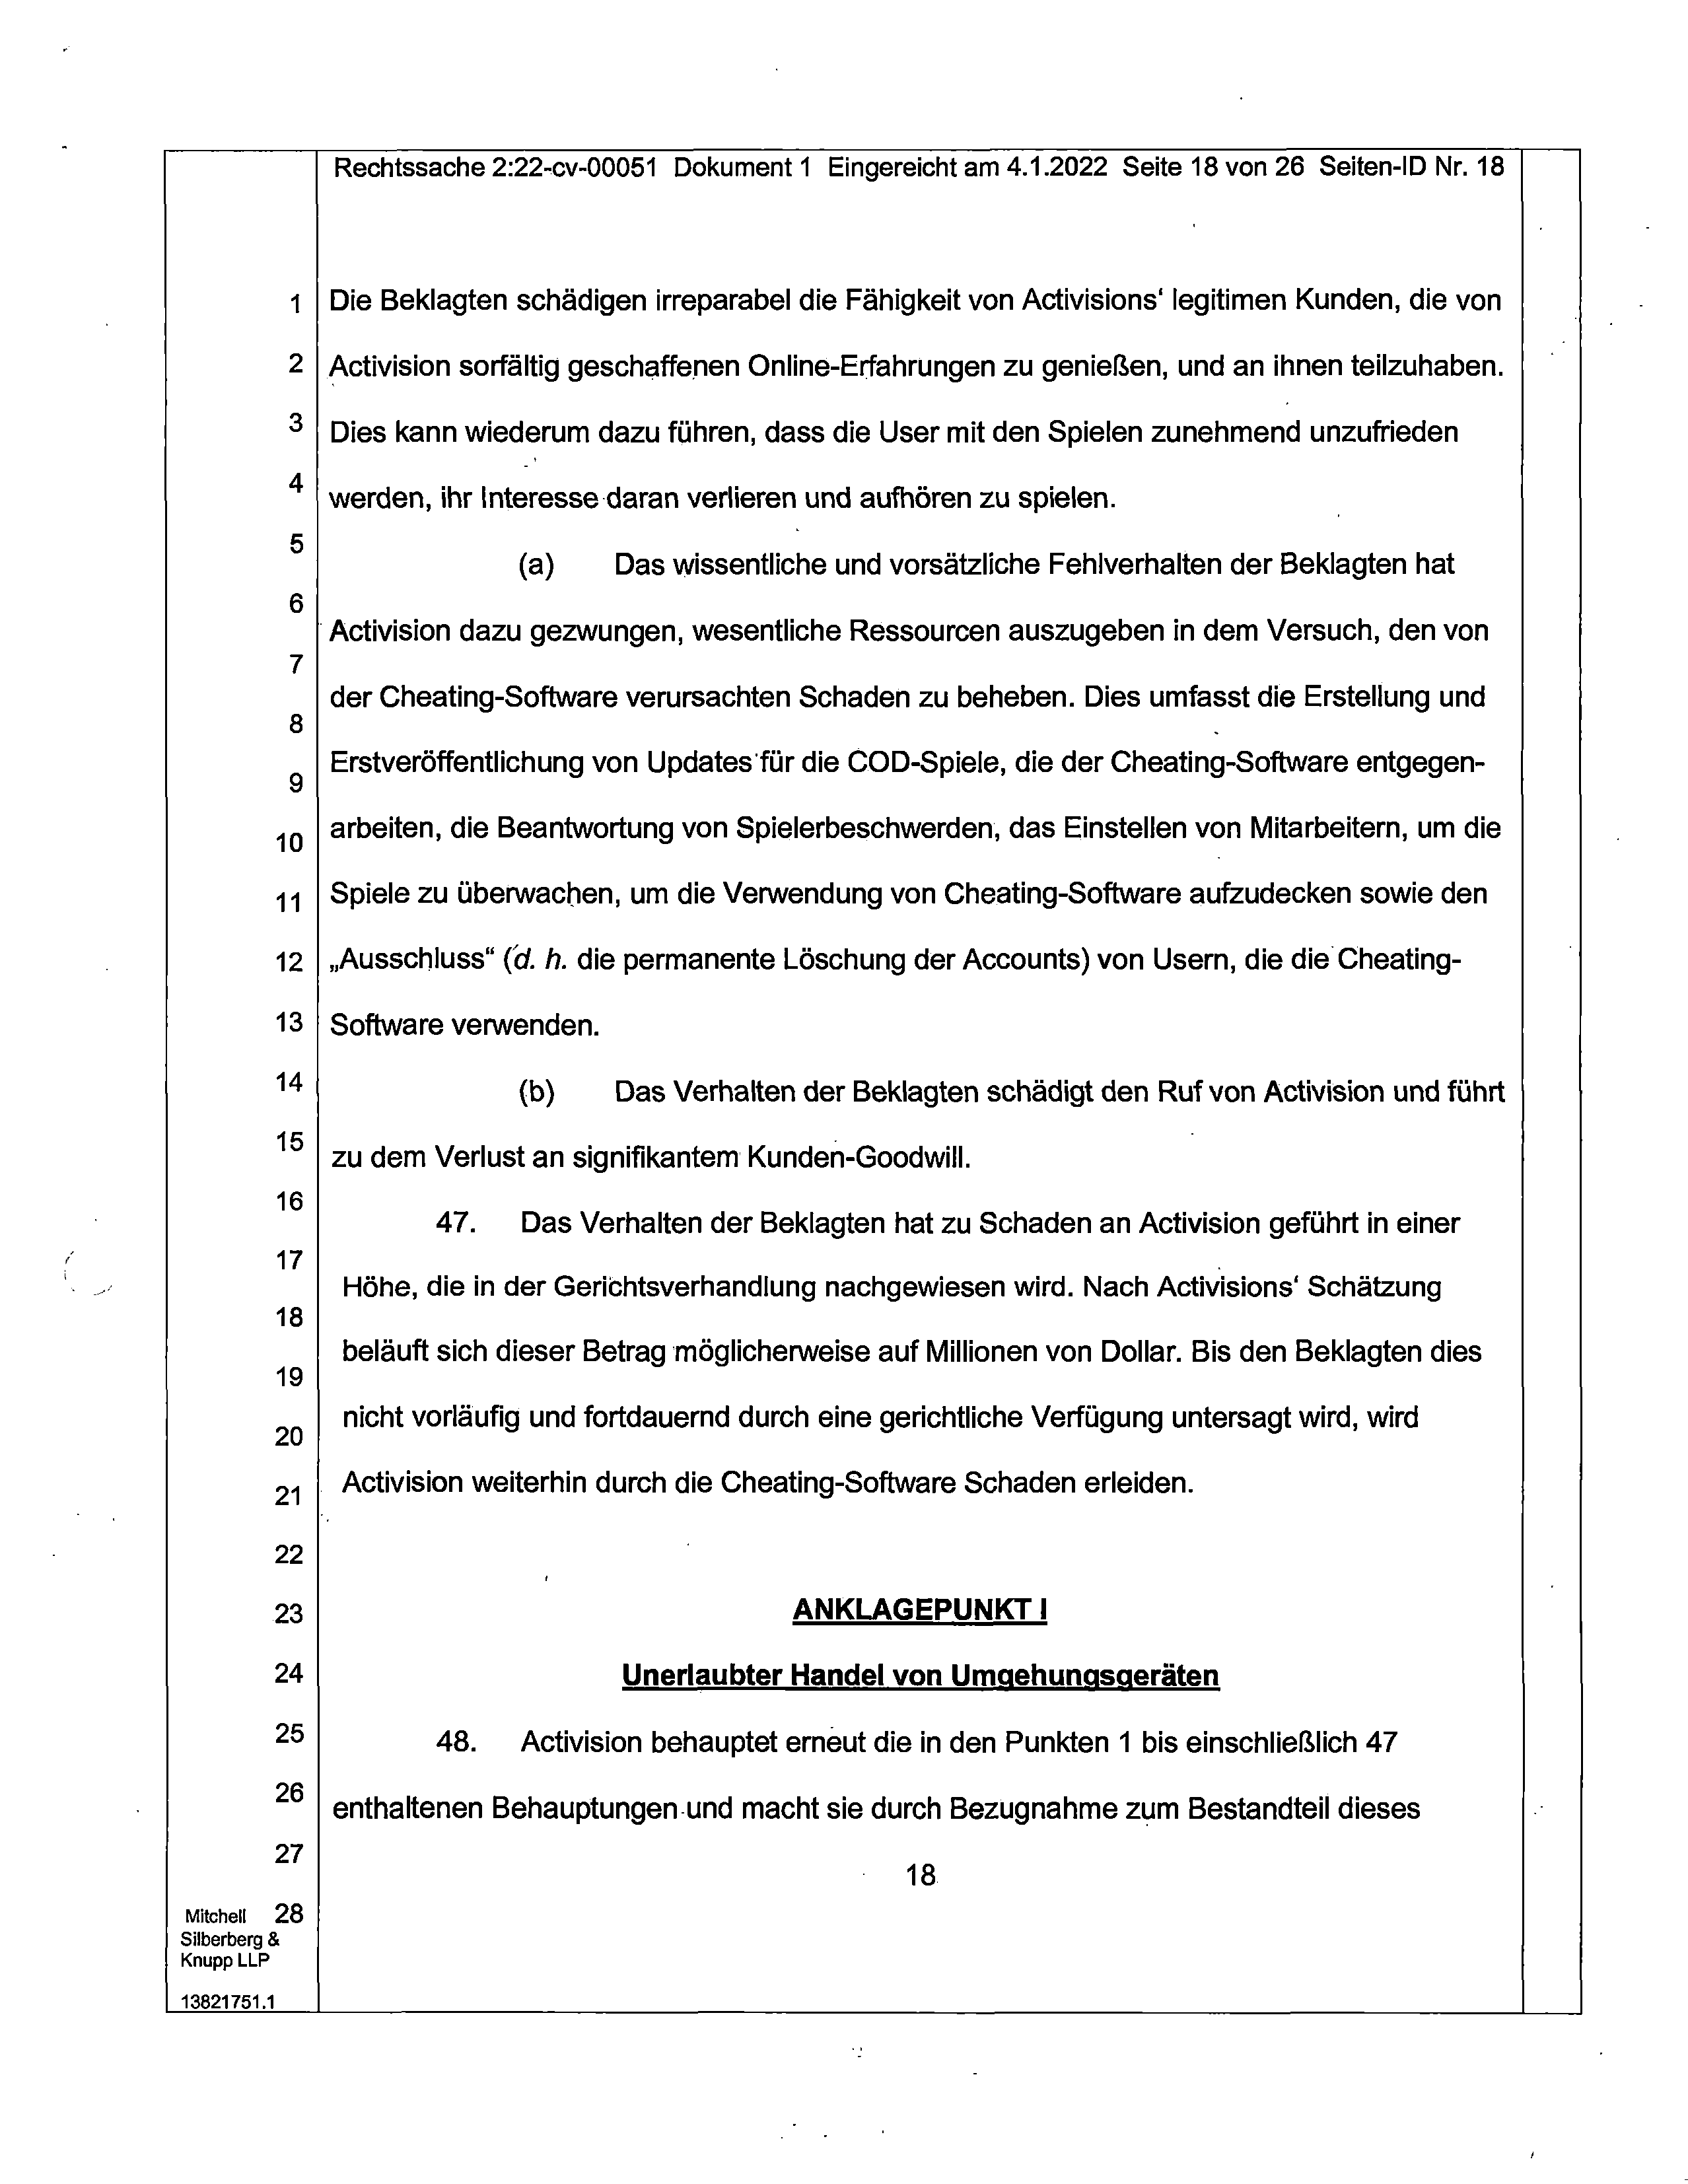 Rechtssache 2:22-cv-00051 Dokument 1 Eingereicht am 4.1.2022 Seite 18 von 26 Seiten-ID Nr. 18
1 Die Beklagten schädigen irreparabel die Fähigkeit von Activisions‘ legitimen Kunden, die von
2 Activision sorfältig geschaffenen Online-Erfahrungen zu genießen, und an ihnen teilzuhaben.
3 Dies kann wiederum dazu führen, dass die User mit den Spielen zunehmend unzufrieden
4 werden, ihr Interesse daran verlieren und aufhören zu spielen.
5 (a) Das wissentliche und vorsätzliche Fehlverhalten der Beklagten hat
6 Activision dazu gezwungen, wesentliche Ressourcen auszugeben in dem Versuch, den von
7 der Cheating-Software verursachten Schaden zu beheben. Dies umfasst die Erstellung und
8 Erstveröffentlichung von Updates für die COD-Spiele, die der Cheating-Software entgegen-
9 arbeiten, die Beantwortung von Spielerbeschwerden, das Einstellen von Mitarbeitern, um die
10 Spiele zu überwachen, um die Verwendung von Cheating-Software aufzudecken sowie den
11 „Ausschluss“ (d. h. die permanente Löschung der Accounts) von Usern, die die Cheating-
12 Software verwenden.
13 (b) Das Verhalten der Beklagten schädigt den Ruf von Activision und führt
14 zu dem Verlust an signifikantem Kunden-Goodwill.
15 47. Das Verhalten der Beklagten hat zu Schaden an Activision geführt in einer
16 Höhe, die in der Gerichtsverhandlung nachgewiesen wird. Nach Activisions‘ Schätzung
17 beläuft sich dieser Betrag möglicherweise auf Millionen von Dollar. Bis den Beklagten dies
18 nicht vorläufig und fortdauernd durch eine gerichtliche Verfügung untersagt wird, wird
19 Activision weiterhin durch die Cheating-Software Schaden erleiden.
20
21
22
23 ANKLAGEPUNKT I
24 Unerlaubter Handel von Umgehungsgeräten
25 48. Activision behauptet erneut die in den Punkten 1 bis einschließlich 47
26 enthaltenen Behauptungen und macht sie durch Bezugnahme zum Bestandteil dieses
27
18
Mitchell 28
Silberberg &
Knupp LLP
13821751.1